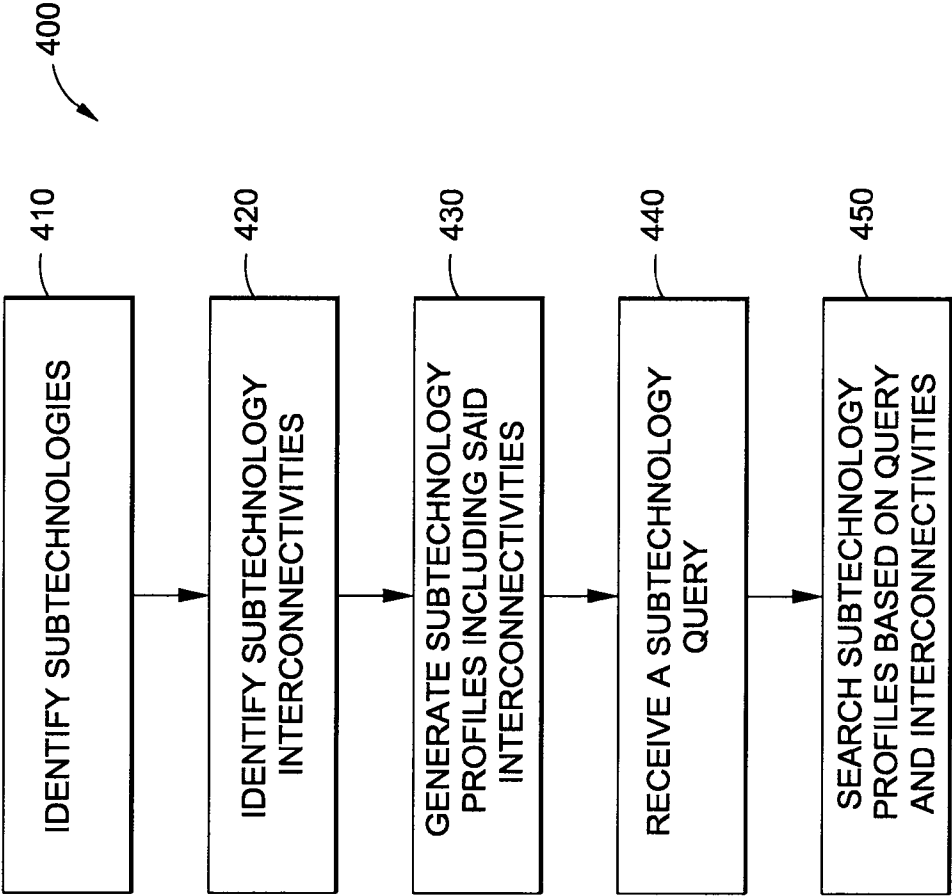 400
410
IDENTIFY SUBTECHNOLOGIES
420
IDENTIFY SUBTECHNOLOGY
INTERCONNECTIVITIES
430
GENERATE SUBTECHNOLOGY
PROFILES INCLUDING SAID
INTERCONNECTIVITIES
440
RECEIVE A SUBTECHNOLOGY
QUERY
450
SEARCH SUBTECHNOLOGY
PROFILES BASED ON QUERY
AND INTERCONNECTIVITIES